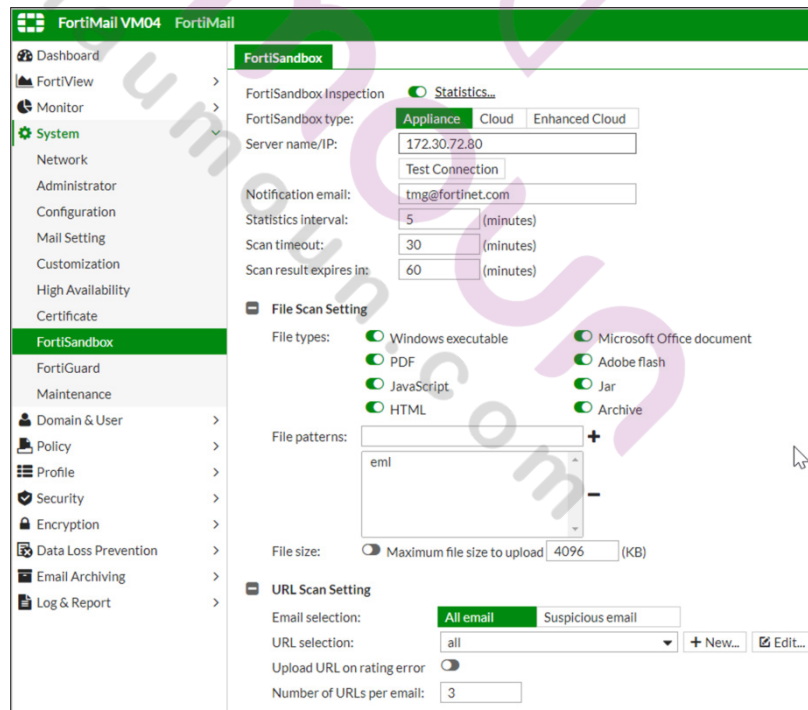 FortiMail VM04 FortiMail
Dashboard
FortiView
Monitor
System
Network
Administrator
Configuration
Mail Setting
Customization
High Availability
Certificate
FortiSandbox
FortiGuard
Maintenance
Domain & User
Policy
Profile
Security
Encryption
Data Loss Prevention
Email Archiving
Log & Report
FortiSandbox
FortiSandbox Inspection Statistics...
FortiSandbox type: Appliance Cloud Enhanced Cloud
Server name/IP: 172.30.72.80
Test Connection
Notification email: tmg@fortinet.com
Statistics interval: 5 (minutes)
Scan timeout: 30 (minutes)
Scan result expires in: 60 (minutes)
File Scan Setting
File types: Windows executable Microsoft Office document
PDF Adobe flash
JavaScript Jar
HTML Archive
File patterns:
eml
File size: Maximum file size to upload 4096 (KB)
URL Scan Setting
Email selection: All email Suspicious email
URL selection: all + New... Edit...
Upload URL on rating error
Number of URLs per email: 3